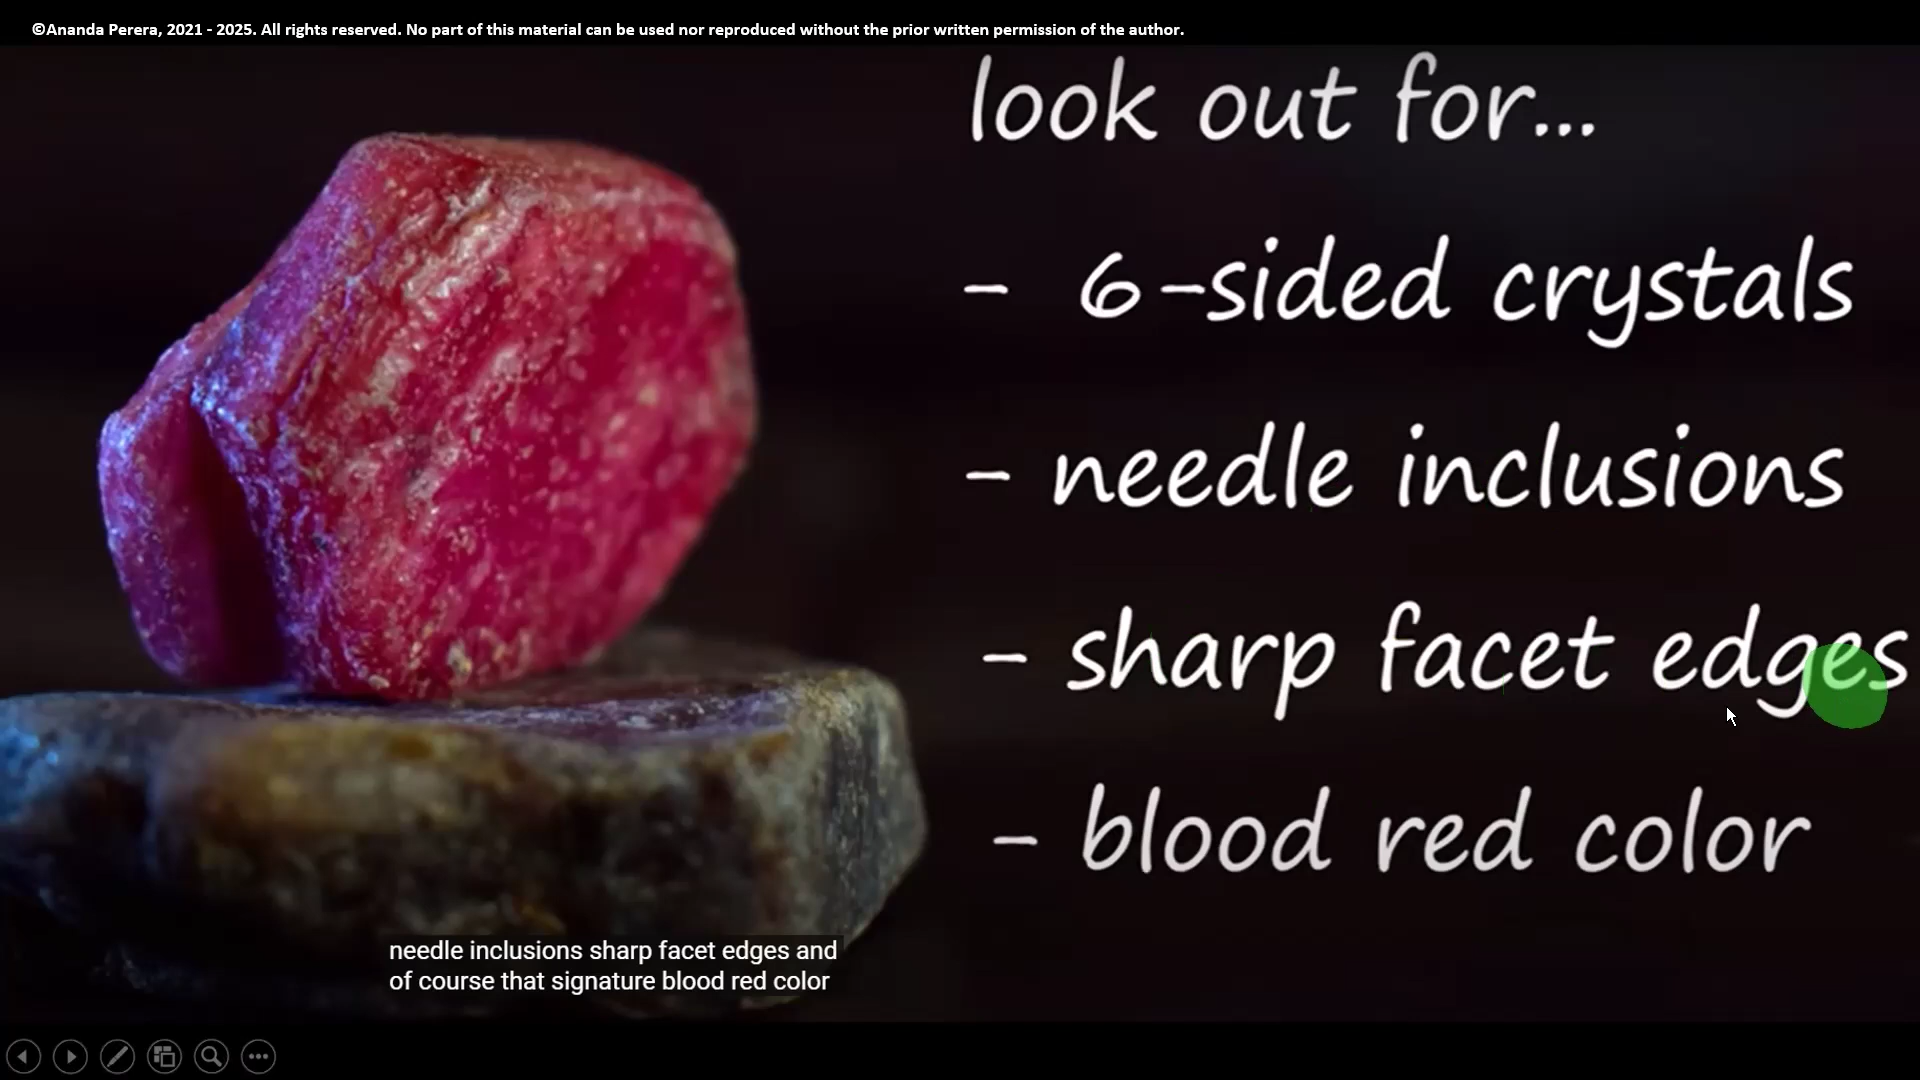 ©Ananda Perera, 2021 - 2025. All rights reserved. No part of this material can be used nor reproduced without the prior written permission of the author.
look out for...
- 6-sided crystals
- needle inclusions
- sharp facet edges
- blood red color
needle inclusions sharp facet edges and
of course that signature blood red color